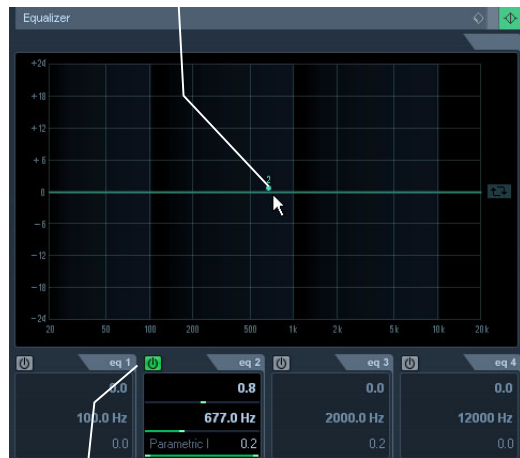 Equalizer
+24
+18
+12
+6
2
0
-6
-12
-18
-24
20 50 100 200 500 1k 2k 5k 10k 20k
eq 1 eq 2 eq 3 eq 4
0.0 0.8 0.0 0.0
100.0 Hz 677.0 Hz 2000.0 Hz 12000 Hz
0.0 Parametric I 0.2 0.2 0.0